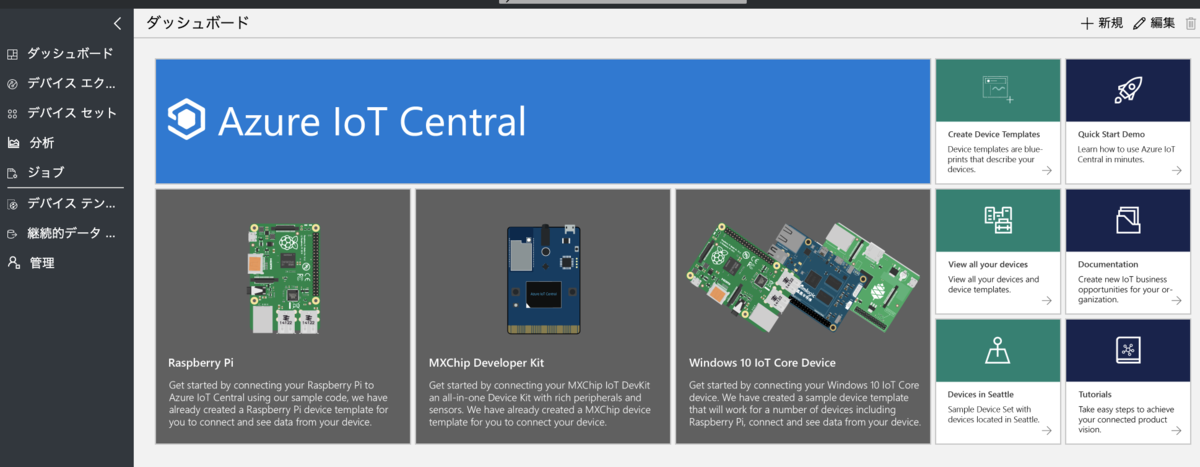 ダッシュボード
新規
編集
ダッシュボード
デバイス エク...
デバイス セット
分析
ジョブ
デバイス テン...
継続的データ ...
管理
Azure IoT Central
Create Device Templates
Device templates are blue-
prints that describe your
devices.
Quick Start Demo
Learn how to use Azure IoT
Central in minutes.
Azure IoT Central
Raspberry Pi
Get started by connecting your Raspberry Pi to
Azure IoT Central using our sample code, we have
already created a Raspberry Pi device template for
you to connect and see data from your device.
MXChip Developer Kit
Get started by connecting your MXChip IoT DevKit
an all-in-one Device Kit with rich peripherals and
sensors. We have already created a MXChip device
template for you to connect your device.
Windows 10 IoT Core Device
Get started by connecting your Windows 10 IoT Core
device. We have created a sample device template
that will work for a number of devices including
Raspberry Pi, connect and see data from your device.
View all your devices
View all your devices and
device templates.
Documentation
Create new IoT business
opportunities for your or-
ganization.
Devices in Seattle
Sample Device Set with
devices located in Seattle.
Tutorials
Take easy steps to achieve
your connected product
vision.